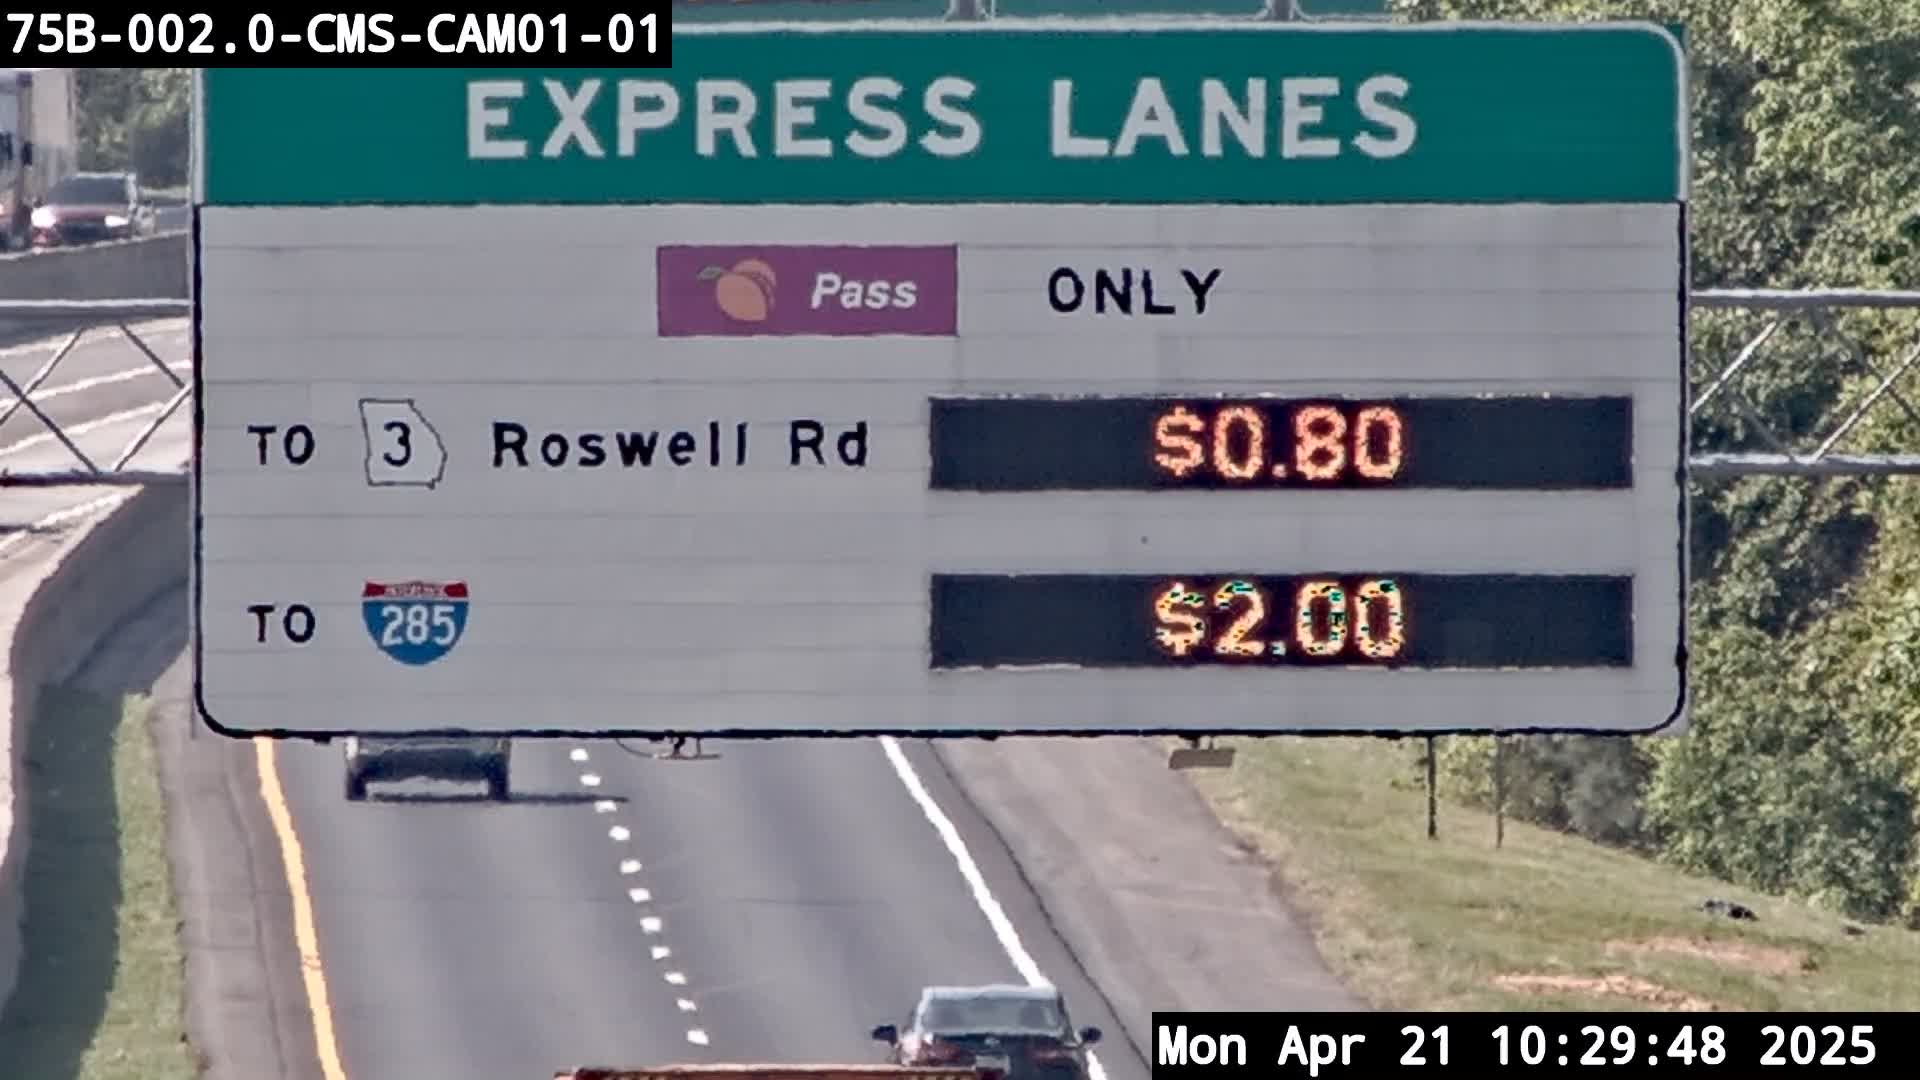 75B-002.0-CMS-CAM01-01
EXPRESS LANES
Pass ONLY
TO 3 Roswell Rd $0.80
INTERSTATE
TO 285 $2.00
Mon Apr 21 10:29:48 2025